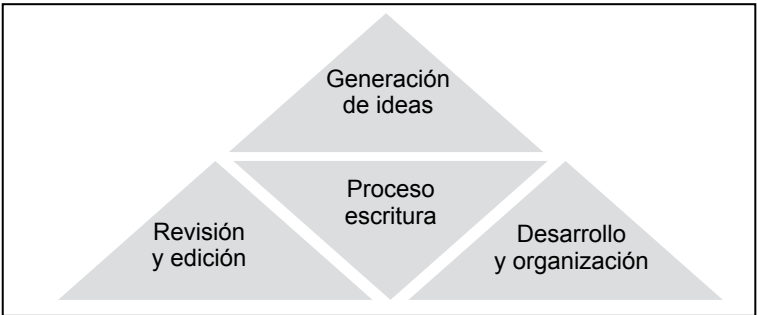 Generación
de ideas
Proceso
escritura
Revisión
y edición
Desarrollo
y organización